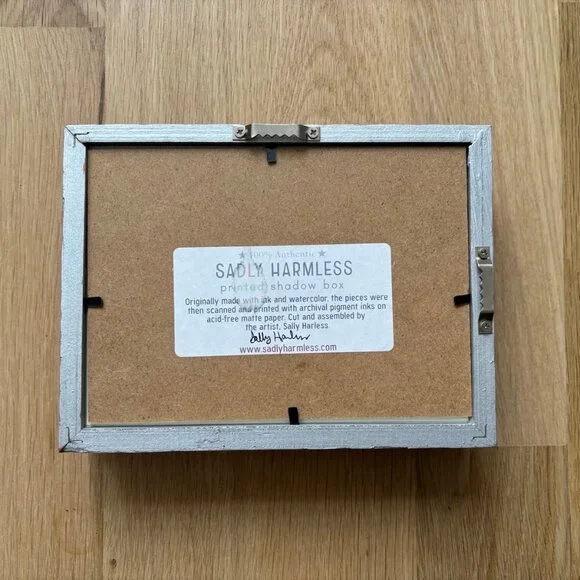 ★ 100% Authentic ★
SADLY HARMLESS
printed shadow box
Originally made with ink and watercolor, the pieces were
then scanned and printed with archival pigment inks on
acid-free matte paper. Cut and assembled by
the artist, Sally Harless.
Sally Harless
www.sadlyharmless.com